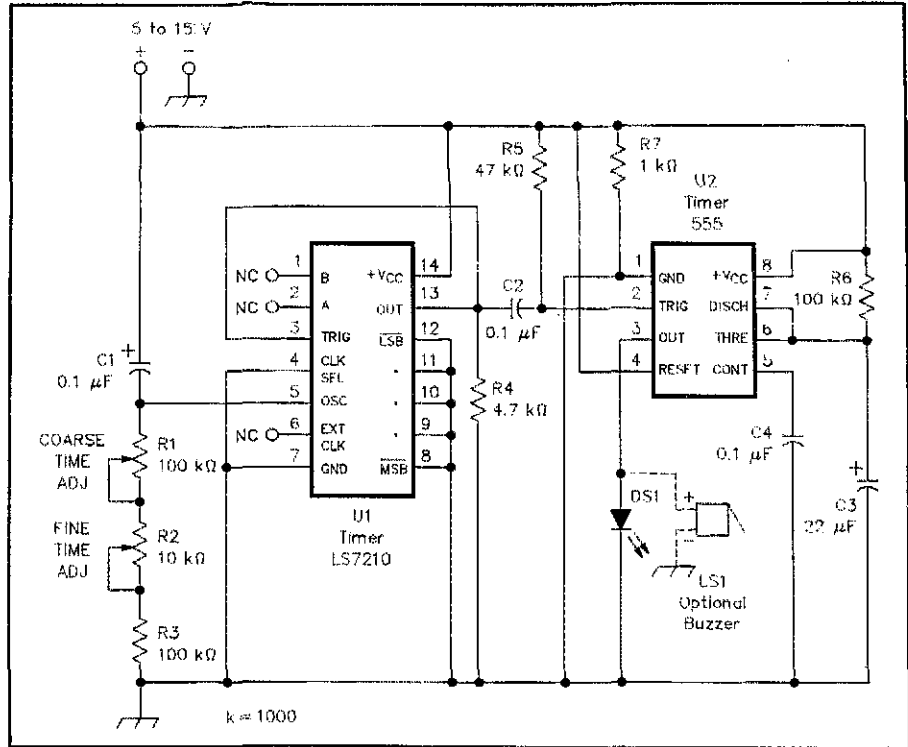 5 to 15 V
+
-
R5
47 kΩ
R7
1 kΩ
U2
Timer
555
NC
1
B
+VCC
14
NC
2
A
OUT
13
3
TRIG
LSB
12
4
CLK
SEL
11
5
OSC
10
NC
6
EXT
CLK
9
7
GND
MSB
8
U1
Timer
LS7210
C1
+
0.1 µF
COARSE
TIME
ADJ
R1
100 kΩ
FINE
TIME
ADJ
R2
10 kΩ
R3
100 kΩ
k = 1000
C2
0.1 µF
R4
4.7 kΩ
1
GND
+VCC
8
2
TRIG
DISCH
7
3
OUT
THRE
6
4
RESET
CONT
5
R6
100 kΩ
C4
0.1 µF
+
C3
22 µF
DS1
+
-
LS1
Optional
Buzzer